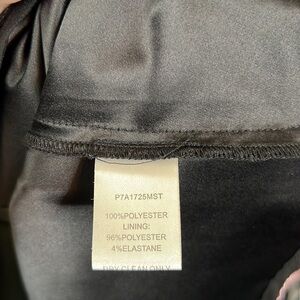 P7A1725MST
100%POLYESTER
LINING:
96%POLYESTER
4%ELASTANE
DRY CLEAN ONLY